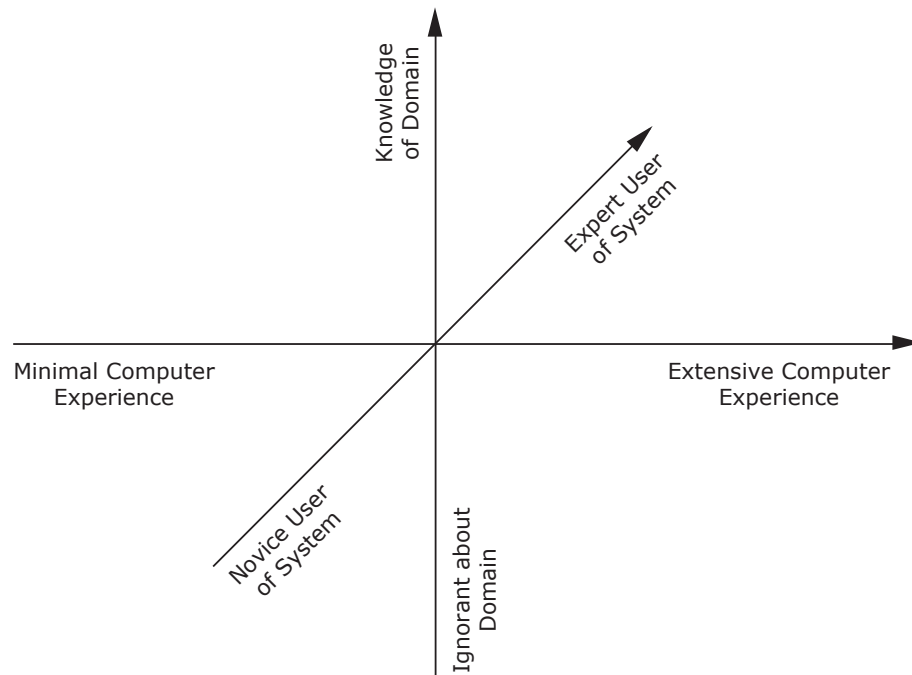 Knowledge
of Domain
Expert User
of System
Minimal Computer
Experience
Extensive Computer
Experience
Novice User
of System
Ignorant about
Domain